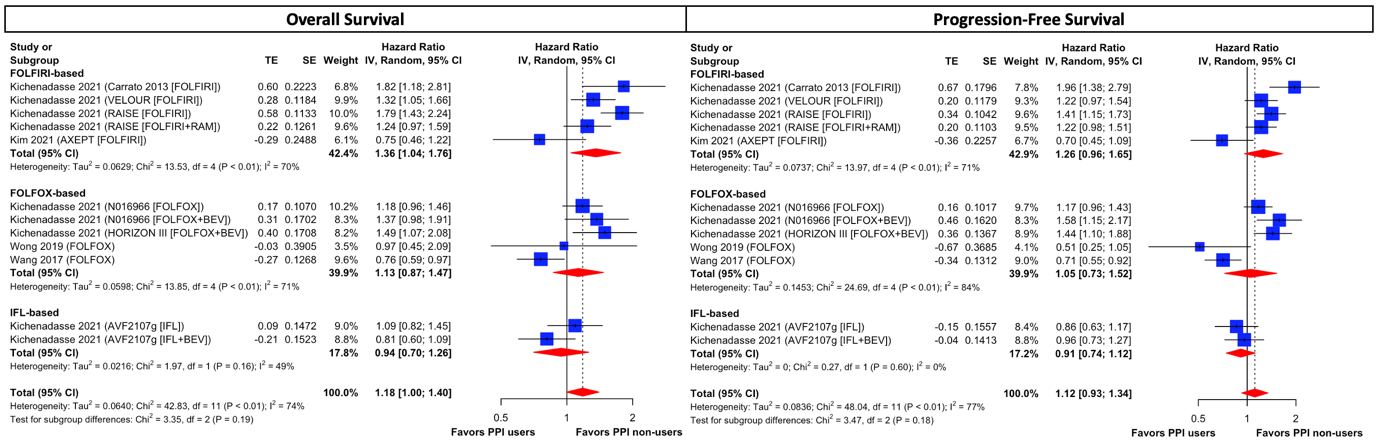 Overall Survival
Study or Hazard Ratio Hazard Ratio
Subgroup TE SE Weight IV, Random, 95% CI IV, Random, 95% CI
FOLFIRI-based
Kichenadasse 2021 (Carrato 2013 [FOLFIRI]) 0.60 0.2223 6.8% 1.82 [1.18; 2.81]
Kichenadasse 2021 (VELOUR [FOLFIRI]) 0.28 0.1184 9.9% 1.32 [1.05; 1.66]
Kichenadasse 2021 (RAISE [FOLFIRI]) 0.58 0.1133 10.0% 1.79 [1.43; 2.24]
Kichenadasse 2021 (RAISE [FOLFIRI+RAM]) 0.22 0.1261 9.6% 1.24 [0.97; 1.59]
Kim 2021 (AXEPT [FOLFIRI]) -0.29 0.2488 6.1% 0.75 [0.46; 1.22]
Total (95% CI) 42.4% 1.36 [1.04; 1.76]
Heterogeneity: Tau² = 0.0629; Chi² = 13.53, df = 4 (P < 0.01); I² = 70%
FOLFOX-based
Kichenadasse 2021 (N016966 [FOLFOX]) 0.17 0.1070 10.2% 1.18 [0.96; 1.46]
Kichenadasse 2021 (N016966 [FOLFOX+BEV]) 0.31 0.1702 8.3% 1.37 [0.98; 1.91]
Kichenadasse 2021 (HORIZON III [FOLFOX+BEV]) 0.40 0.1708 8.3% 1.49 [1.07; 2.08]
Wong 2019 (FOLFOX) -0.03 0.3905 3.5% 0.97 [0.45; 2.09]
Wang 2017 (FOLFOX) -0.27 0.1268 9.6% 0.76 [0.59; 0.97]
Total (95% CI) 39.9% 1.13 [0.87; 1.47]
Heterogeneity: Tau² = 0.0598; Chi² = 13.85, df = 4 (P < 0.01); I² = 71%
IFL-based
Kichenadasse 2021 (AVF2107g [IFL]) 0.09 0.1472 9.0% 1.09 [0.82; 1.45]
Kichenadasse 2021 (AVF2107g [IFL+BEV]) -0.21 0.1523 8.8% 0.81 [0.60; 1.09]
Total (95% CI) 17.8% 0.94 [0.70; 1.26]
Heterogeneity: Tau² = 0.0216; Chi² = 1.97, df = 1 (P = 0.16); I² = 49%
Total (95% CI) 100.0% 1.18 [1.00; 1.40]
Heterogeneity: Tau² = 0.0640; Chi² = 42.83, df = 11 (P < 0.01); I² = 74%
Test for subgroup differences: Chi² = 3.35, df = 2 (P = 0.19)
0.5 1 2
Favors PPI users Favors PPI non-users
Progression-Free Survival
Study or Hazard Ratio Hazard Ratio
Subgroup TE SE Weight IV, Random, 95% CI IV, Random, 95% CI
FOLFIRI-based
Kichenadasse 2021 (Carrato 2013 [FOLFIRI]) 0.67 0.1796 7.8% 1.96 [1.38; 2.79]
Kichenadasse 2021 (VELOUR [FOLFIRI]) 0.20 0.1179 9.2% 1.22 [0.97; 1.54]
Kichenadasse 2021 (RAISE [FOLFIRI]) 0.34 0.1042 9.4% 1.41 [1.15; 1.73]
Kichenadasse 2021 (RAISE [FOLFIRI+RAM]) 0.20 0.1103 9.3% 1.22 [0.98; 1.51]
Kim 2021 (AXEPT [FOLFIRI]) -0.36 0.2257 6.9% 0.70 [0.45; 1.09]
Total (95% CI) 42.9% 1.26 [0.96; 1.65]
Heterogeneity: Tau² = 0.0737; Chi² = 13.97, df = 4 (P < 0.01); I² = 71%
FOLFOX-based
Kichenadasse 2021 (N016966 [FOLFOX]) 0.16 0.1017 9.5% 1.17 [0.96; 1.43]
Kichenadasse 2021 (N016966 [FOLFOX+BEV]) 0.46 0.1620 8.3% 1.58 [1.15; 2.17]
Kichenadasse 2021 (HORIZON III [FOLFOX+BEV]) 0.36 0.1367 8.8% 1.44 [1.10; 1.88]
Wong 2019 (FOLFOX) -0.67 0.3685 4.1% 0.51 [0.25; 1.05]
Wang 2017 (FOLFOX) -0.34 0.1312 9.0% 0.71 [0.55; 0.92]
Total (95% CI) 39.9% 1.05 [0.73; 1.52]
Heterogeneity: Tau² = 0.1453; Chi² = 24.69, df = 4 (P < 0.01); I² = 84%
IFL-based
Kichenadasse 2021 (AVF2107g [IFL]) -0.15 0.1557 8.4% 0.86 [0.63; 1.17]
Kichenadasse 2021 (AVF2107g [IFL+BEV]) -0.04 0.1413 8.8% 0.96 [0.73; 1.27]
Total (95% CI) 17.2% 0.91 [0.74; 1.12]
Heterogeneity: Tau² = 0; Chi² = 0.27, df = 1 (P = 0.60); I² = 0%
Total (95% CI) 100.0% 1.12 [0.93; 1.34]
Heterogeneity: Tau² = 0.0836; Chi² = 48.04, df = 11 (P < 0.01); I² = 77%
Test for subgroup differences: Chi² = 3.47, df = 2 (P = 0.18)
0.5 1 2
Favors PPI users Favors PPI non-users